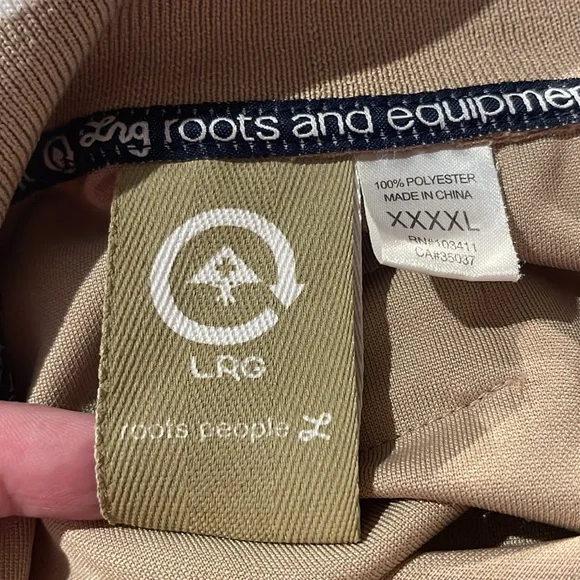 Lrg roots and equipmen
100% POLYESTER
MADE IN CHINA
XXXXL
RN#103411
CA#35037
LRG
roots people L